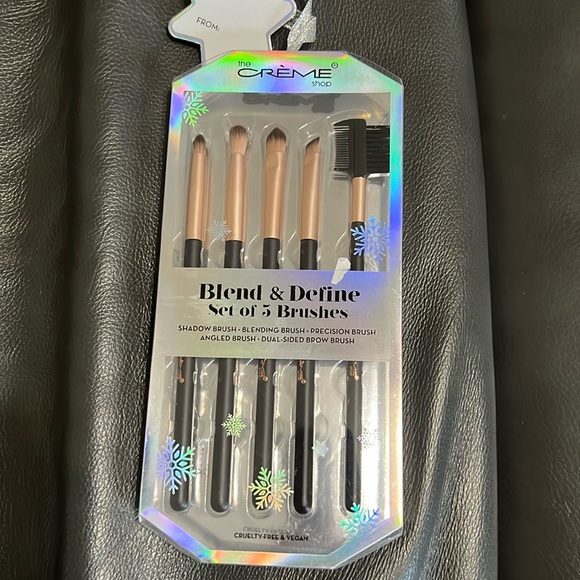 FROM:
the
CRÈME
shop
Blend & Define
Set of 5 Brushes
SHADOW BRUSH • BLENDING BRUSH • PRECISION BRUSH
ANGLED BRUSH • DUAL-SIDED BROW BRUSH
CRUELTY-FREE & VEGAN